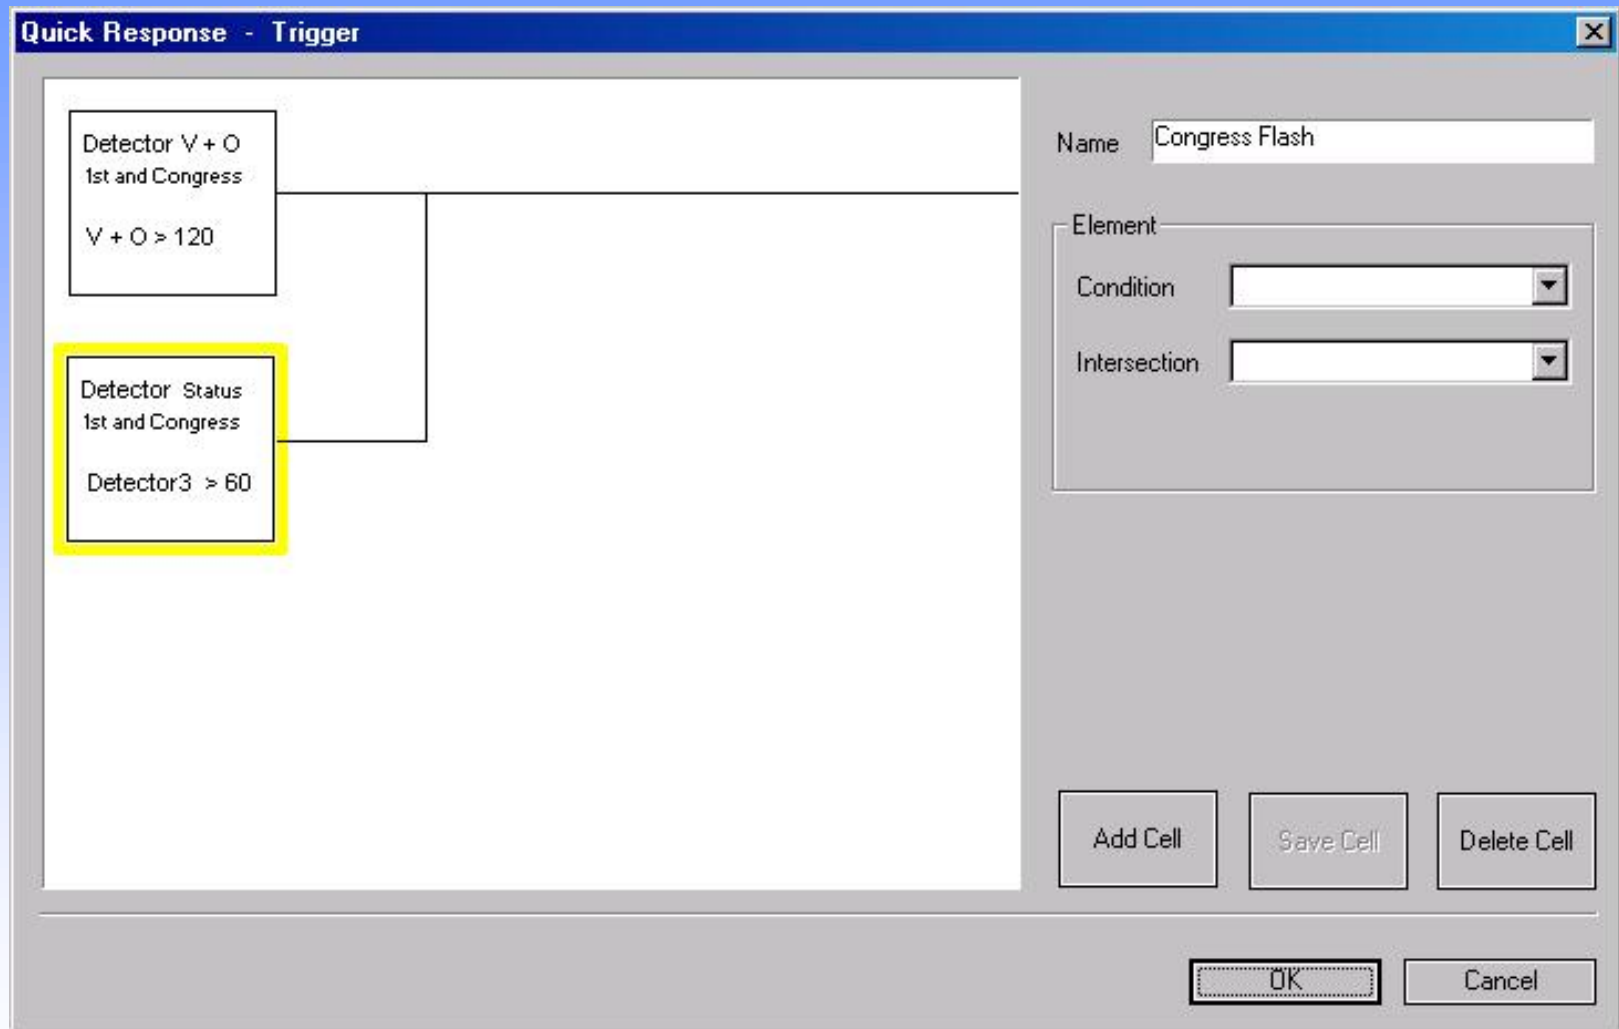 Quick Response - Trigger
Detector V + O
1st and Congress
V + O > 120
Detector Status
1st and Congress
Detector3 > 60
Name Congress Flash
Element
Condition
Intersection
Add Cell
Save Cell
Delete Cell
OK
Cancel